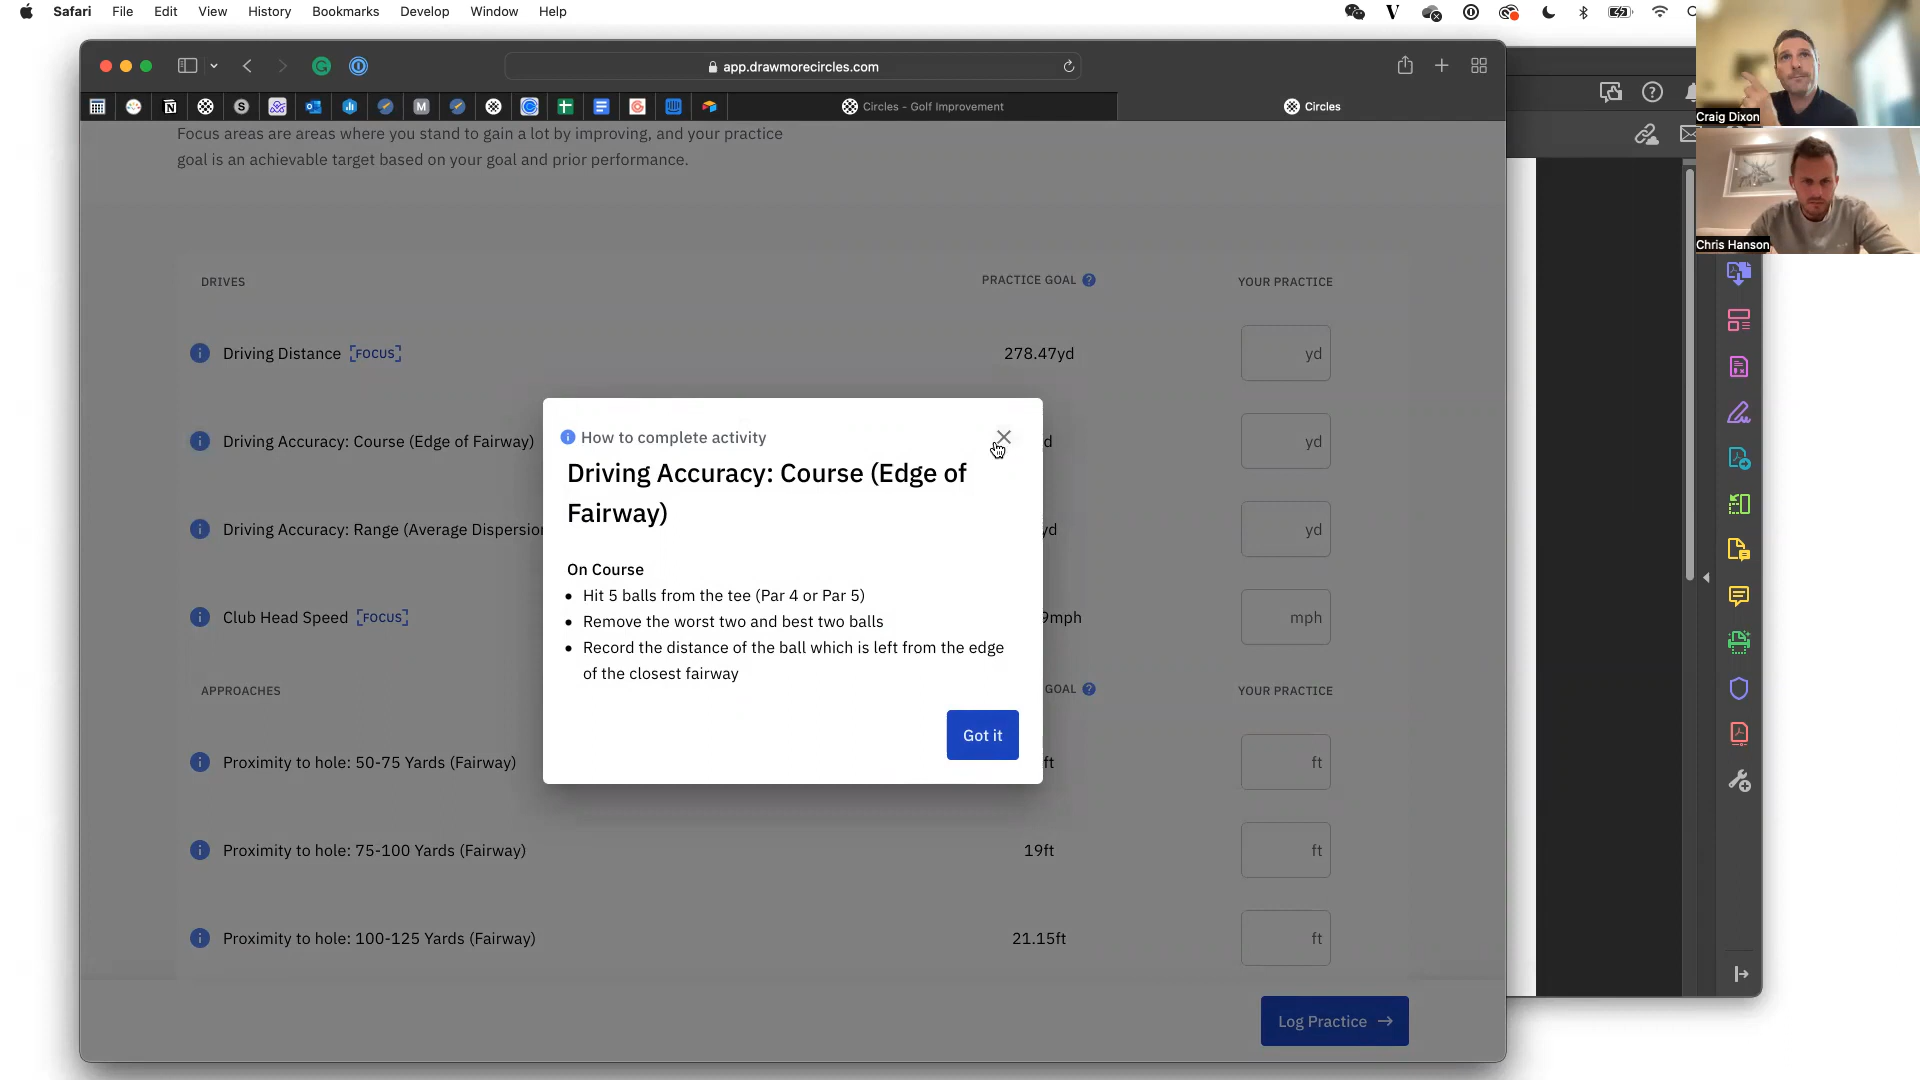 Safari File Edit View History Bookmarks Develop Window Help
app.drawmorecircles.com
Circles - Golf Improvement
Circles
Craig Dixon
Chris Hanson
Focus areas are areas where you stand to gain a lot by improving, and your practice
goal is an achievable target based on your goal and prior performance.
DRIVES PRACTICE GOAL ? YOUR PRACTICE
Driving Distance [FOCUS] 278.47yd yd
Driving Accuracy: Course (Edge of Fairway) d yd
Driving Accuracy: Range (Average Dispersion yd yd
Club Head Speed [FOCUS] 9mph mph
How to complete activity
Driving Accuracy: Course (Edge of
Fairway)
On Course
• Hit 5 balls from the tee (Par 4 or Par 5)
• Remove the worst two and best two balls
• Record the distance of the ball which is left from the edge
of the closest fairway
Got it
APPROACHES GOAL ? YOUR PRACTICE
Proximity to hole: 50-75 Yards (Fairway) ft ft
Proximity to hole: 75-100 Yards (Fairway) 19ft ft
Proximity to hole: 100-125 Yards (Fairway) 21.15ft ft
Log Practice →